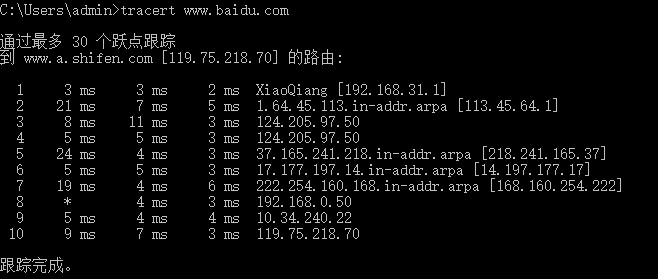 C:\Users\admin>tracert www.baidu.com
通过最多 30 个跃点跟踪
到 www.a.shifen.com [119.75.218.70] 的路由:
1 3 ms 3 ms 2 ms XiaoQiang [192.168.31.1]
2 21 ms 7 ms 5 ms 1.64.45.113.in-addr.arpa [113.45.64.1]
3 8 ms 11 ms 3 ms 124.205.97.50
4 5 ms 5 ms 3 ms 124.205.97.50
5 24 ms 4 ms 3 ms 37.165.241.218.in-addr.arpa [218.241.165.37]
6 5 ms 5 ms 3 ms 17.177.197.14.in-addr.arpa [14.197.177.17]
7 19 ms 4 ms 6 ms 222.254.160.168.in-addr.arpa [168.160.254.222]
8 * 4 ms 3 ms 192.168.0.50
9 5 ms 4 ms 4 ms 10.34.240.22
10 9 ms 7 ms 3 ms 119.75.218.70
跟踪完成。